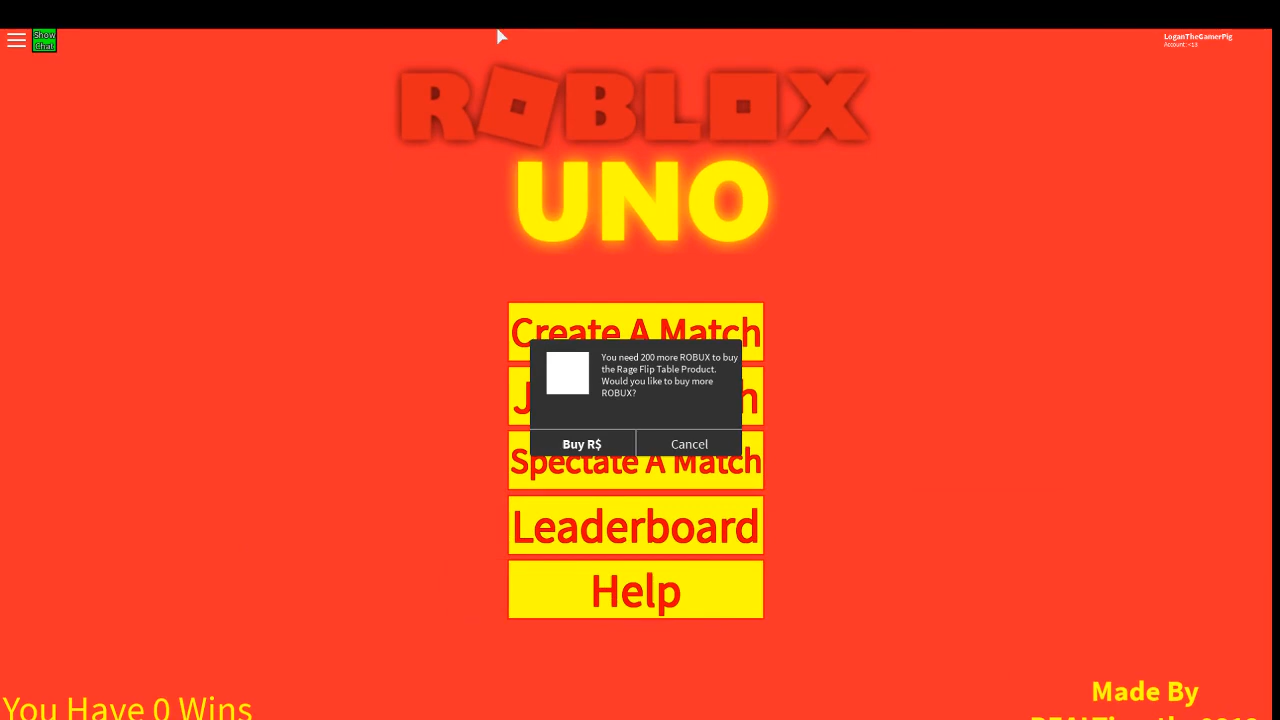 Show
Chat
LoganTheGamerPig
Account: <13
ROBLOX
UNO
Create A Match
You need 200 more ROBUX to buy
the Rage Flip Table Product.
Would you like to buy more
ROBUX?
Buy R$
Cancel
Spectate A Match
Leaderboard
Help
You Have 0 Wins
Made By